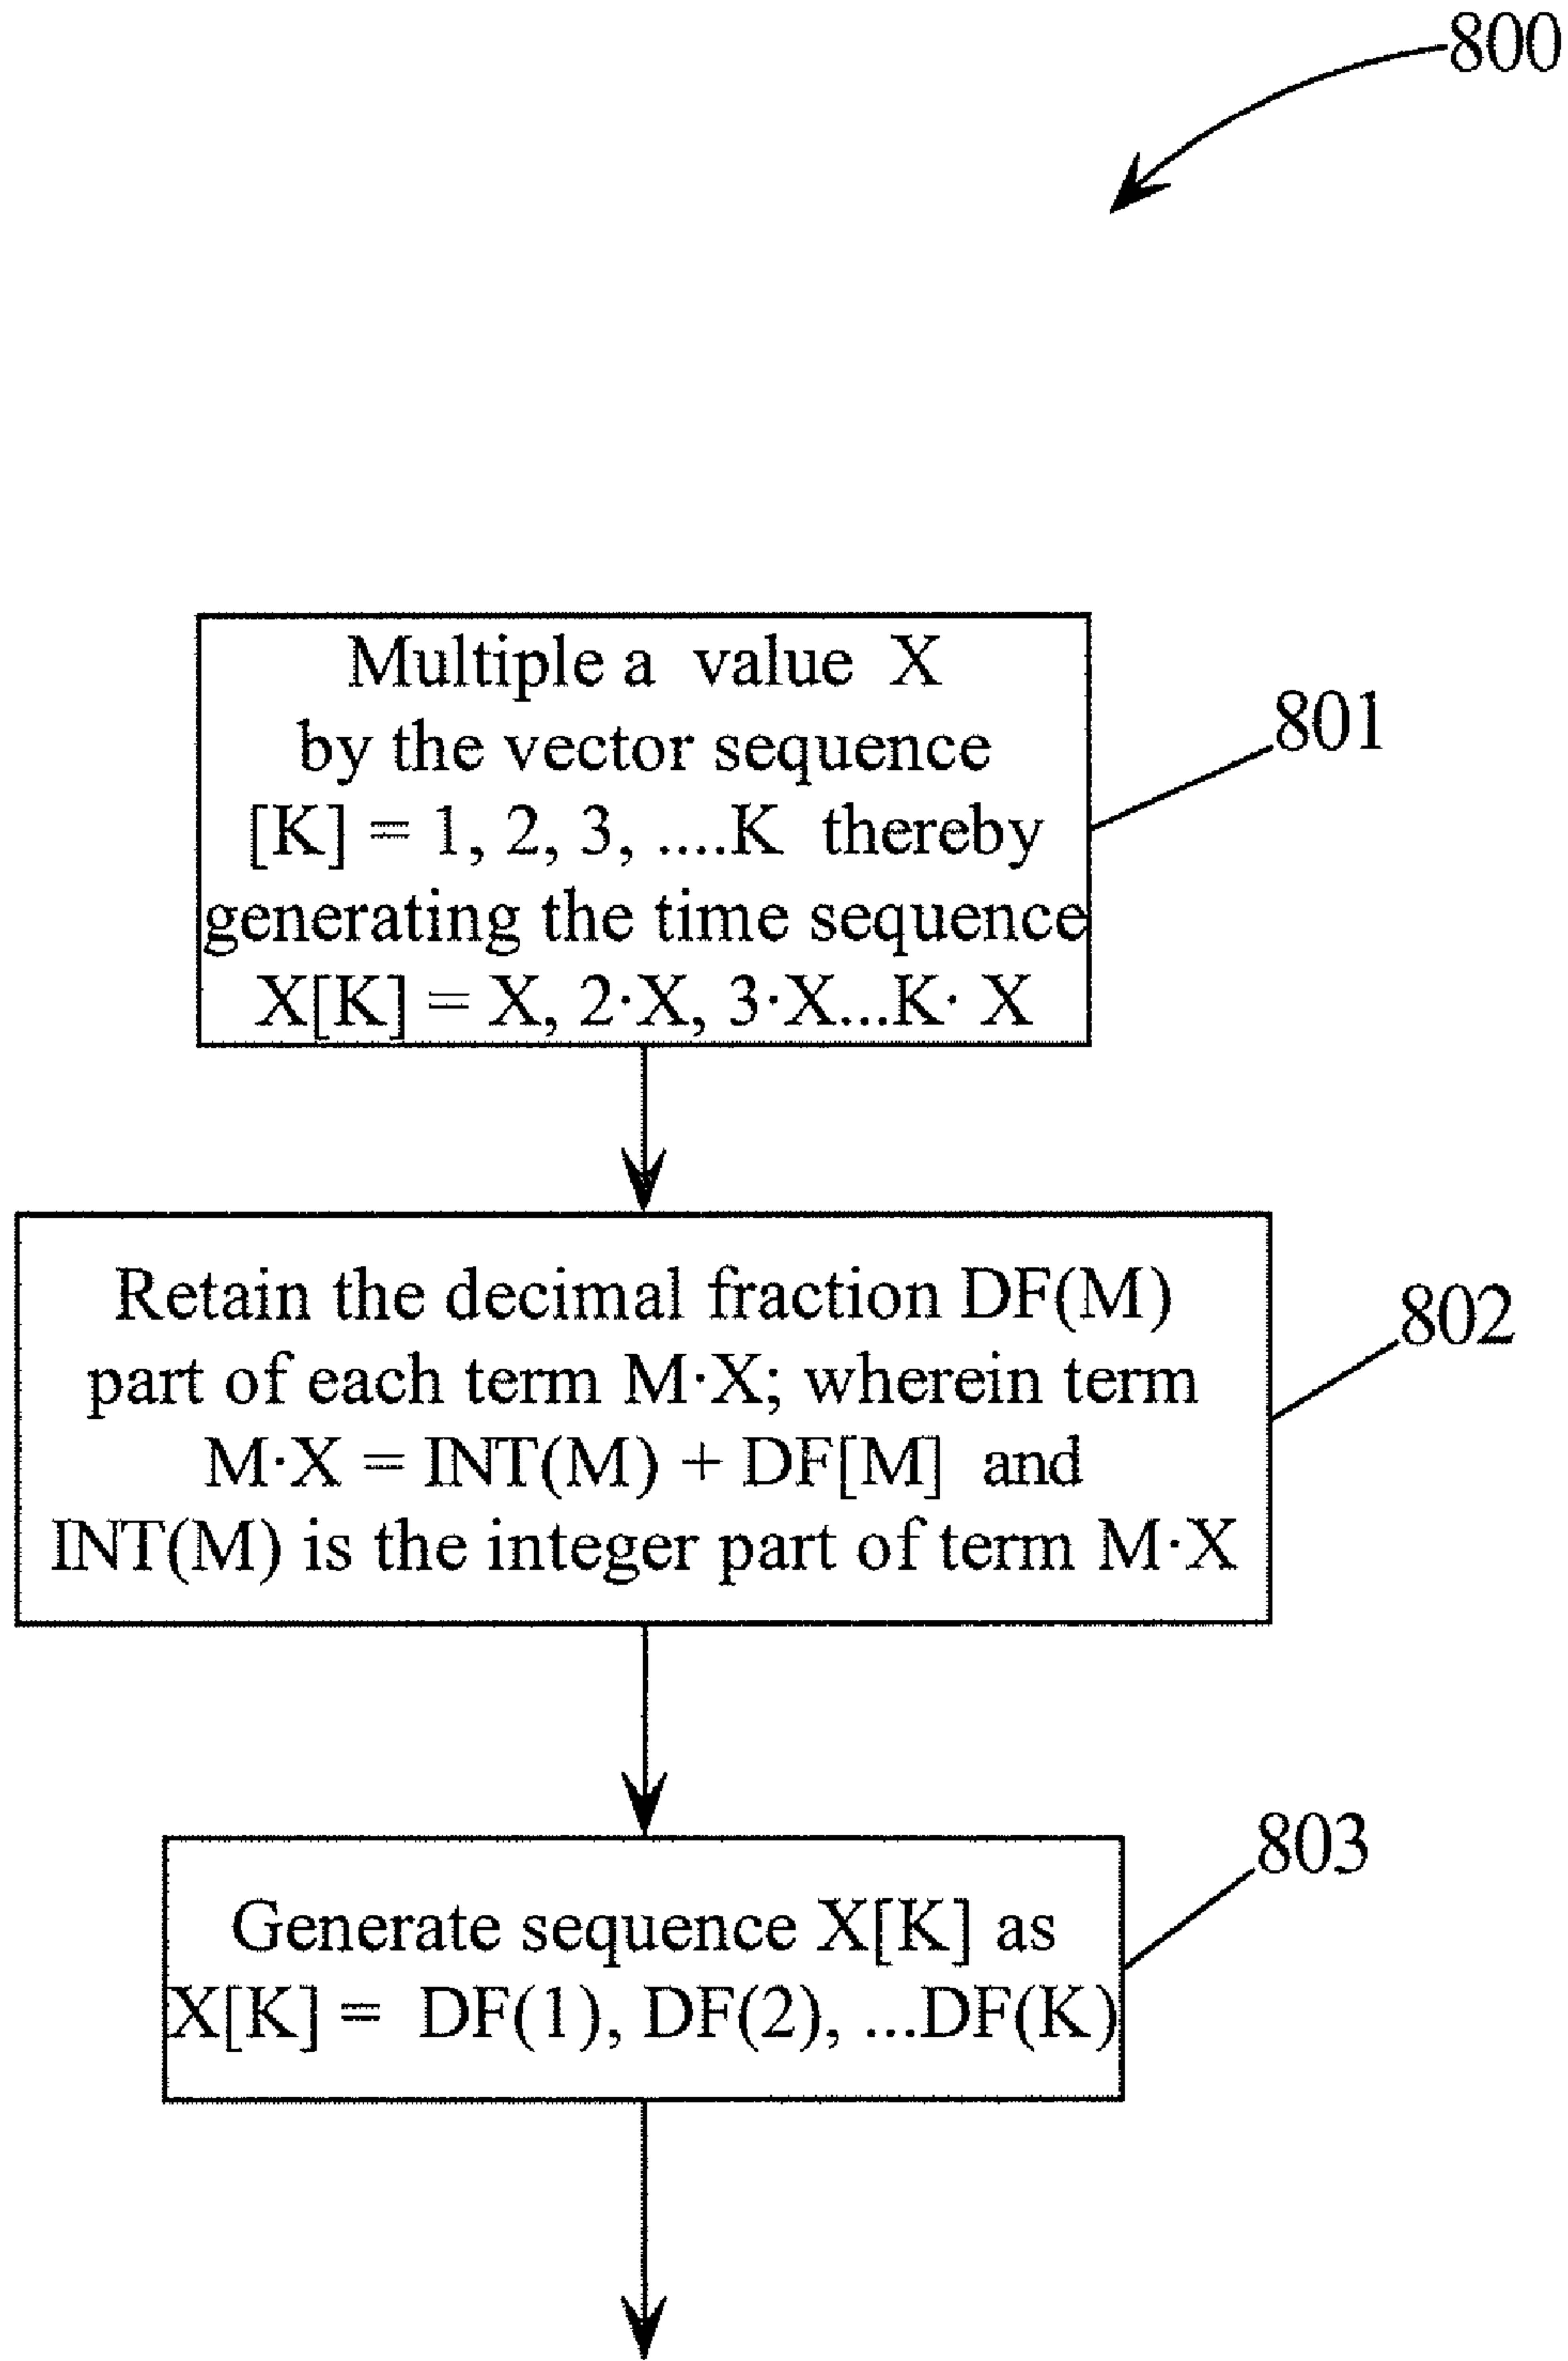 800
Multiple a value X
by the vector sequence
[K] = 1, 2, 3, ....K thereby
generating the time sequence
X[K] = X, 2·X, 3·X...K· X
801
Retain the decimal fraction DF(M)
part of each term M·X; wherein term
M·X = INT(M) + DF[M] and
INT(M) is the integer part of term M·X
802
Generate sequence X[K] as
X[K] = DF(1), DF(2), ...DF(K)
803